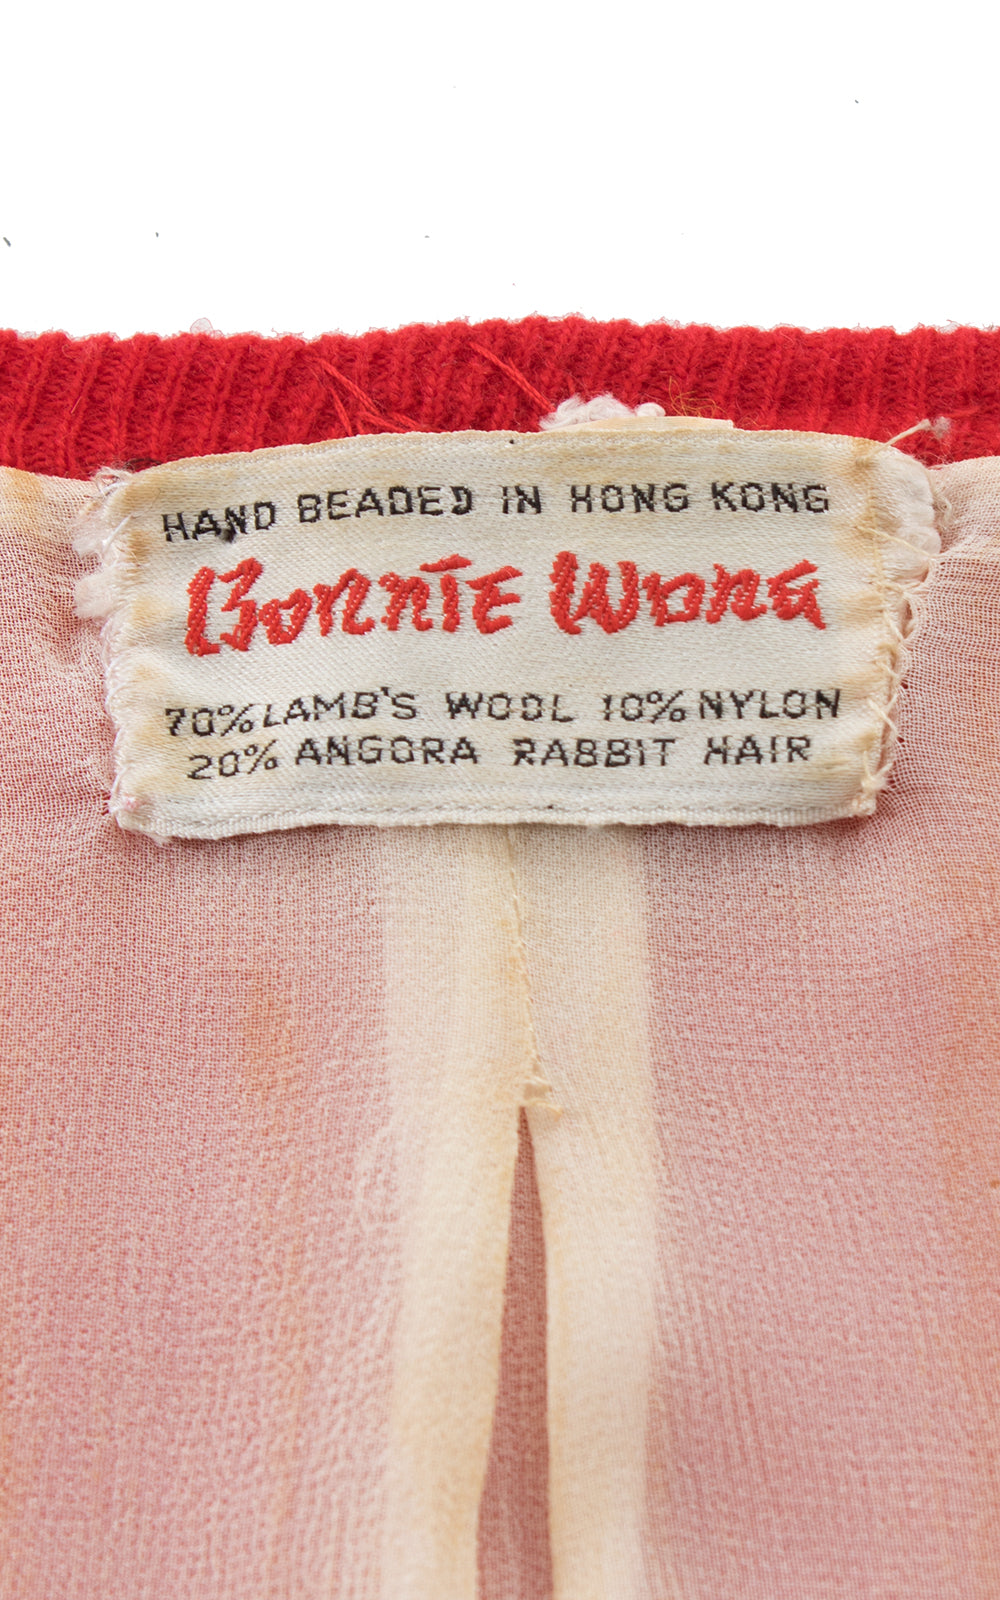 HAND BEADED IN HONG KONG
BONNIE WONG
70% LAMB'S WOOL 10% NYLON
20% ANGORA RABBIT HAIR